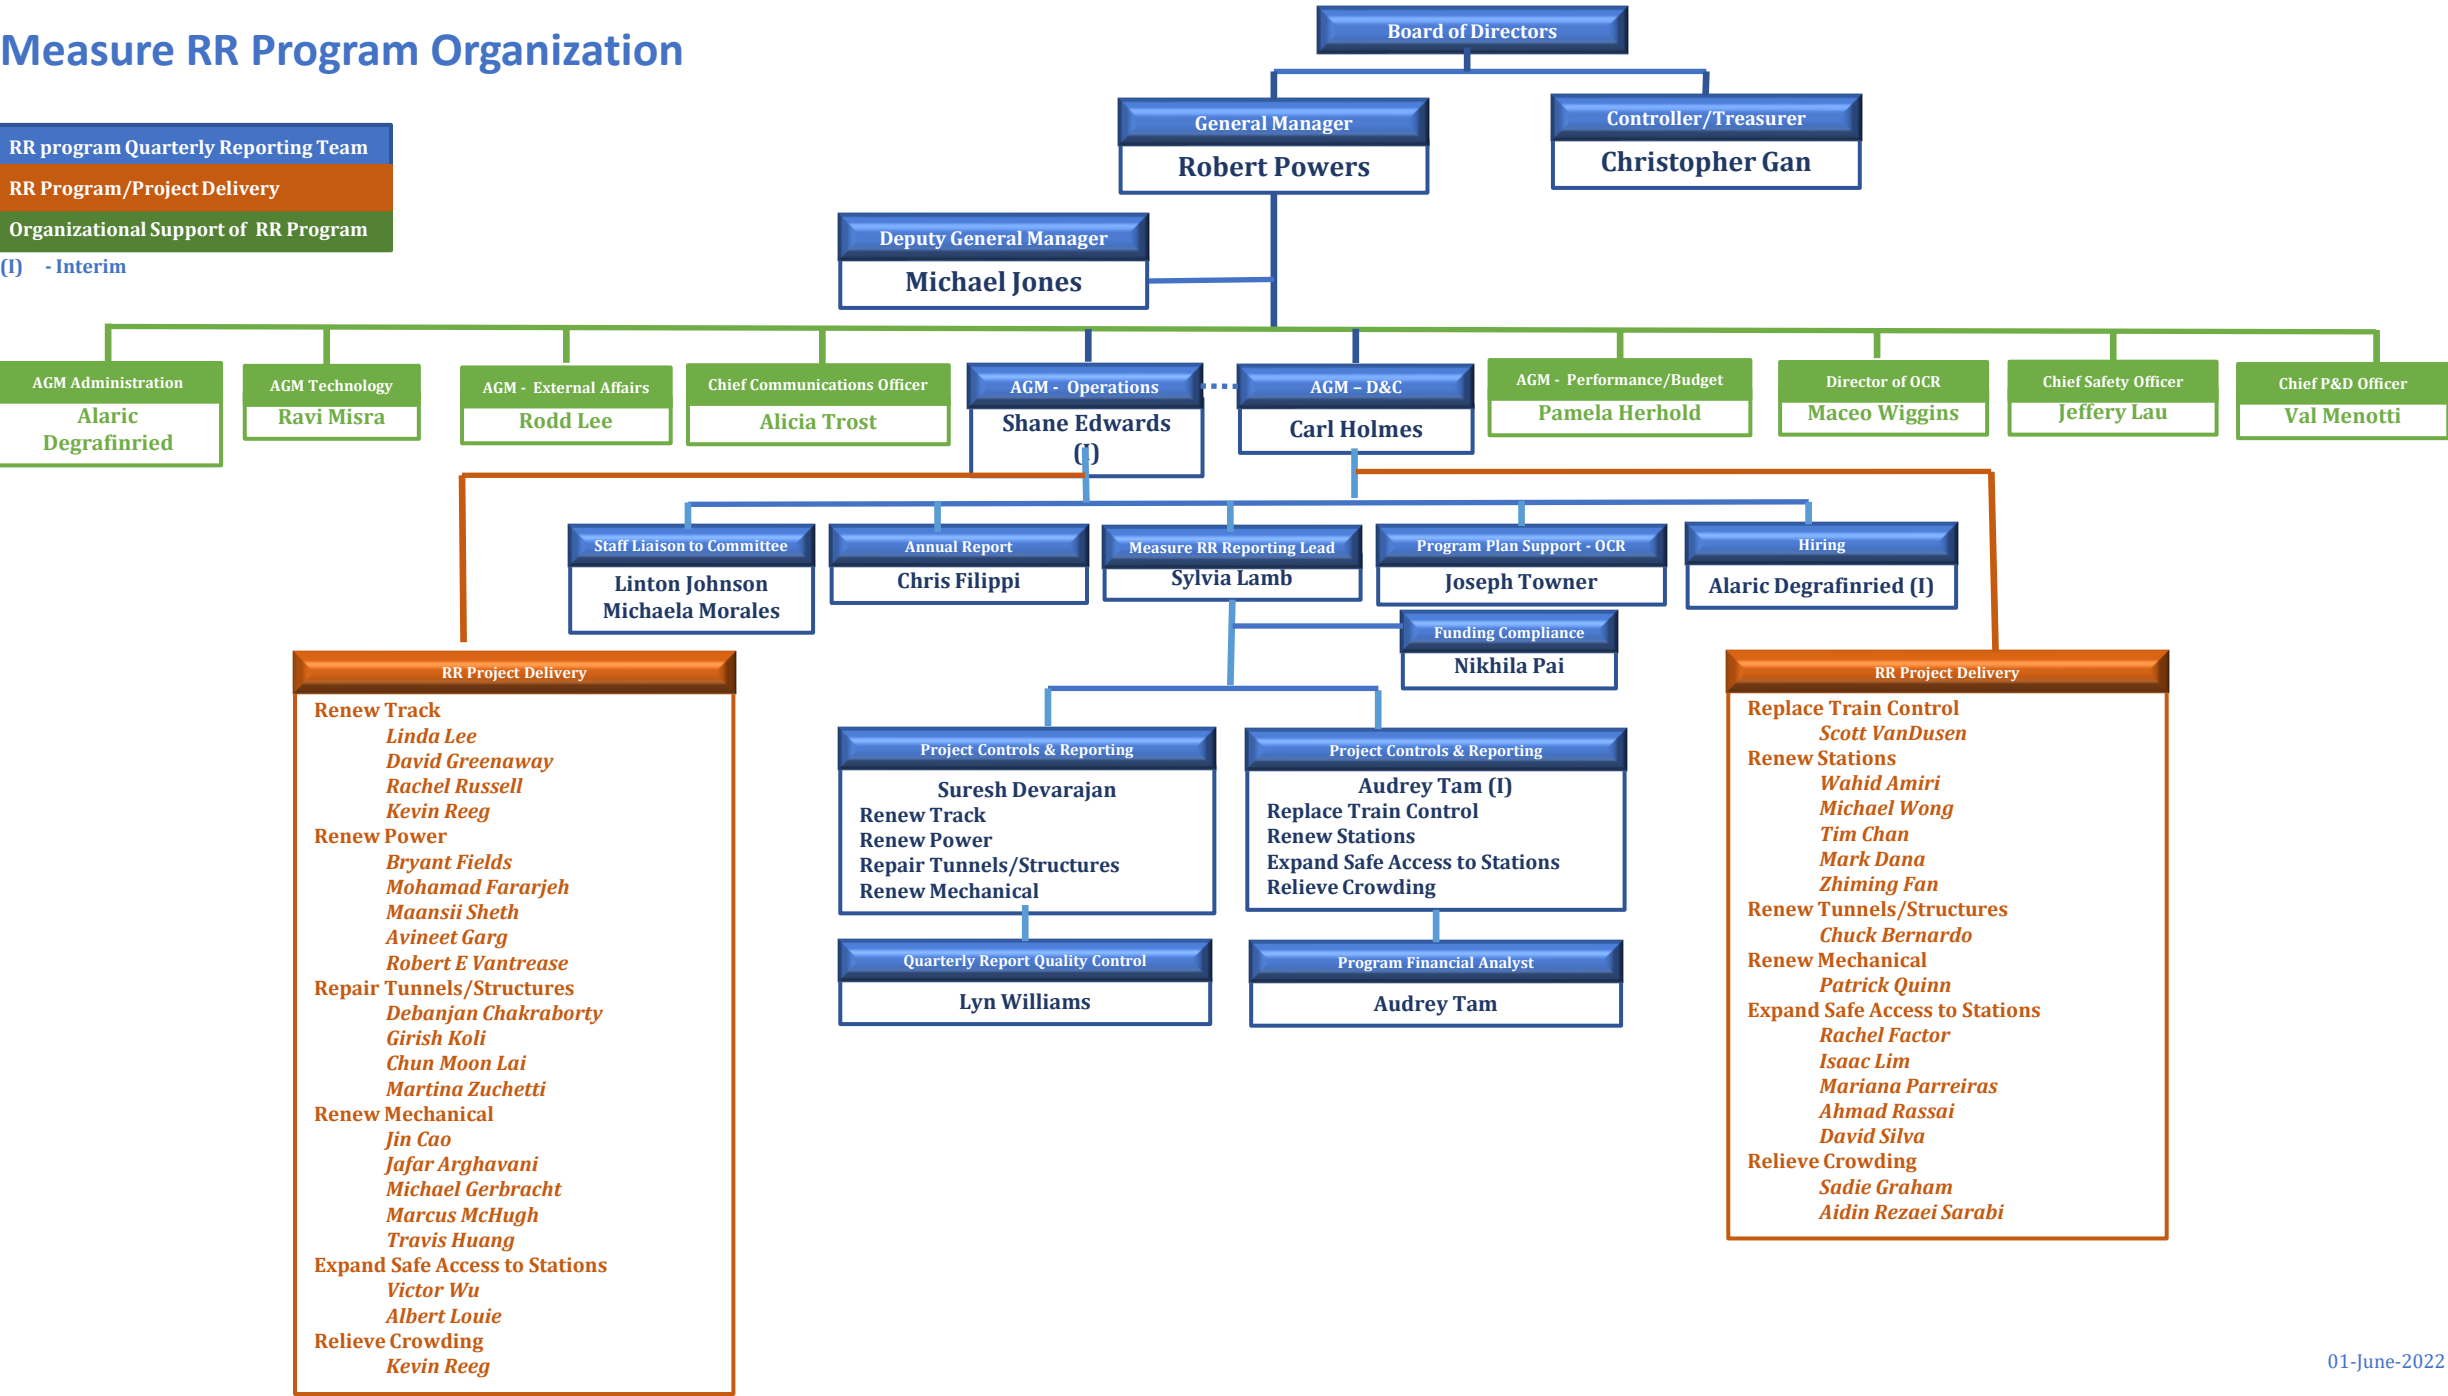 Measure RR Program Organization
RR program Quarterly Reporting Team
RR Program/Project Delivery
Organizational Support of RR Program
(I) - Interim
Board of Directors
General Manager
Robert Powers
Controller/Treasurer
Christopher Gan
Deputy General Manager
Michael Jones
AGM Administration
Alaric
Degrafinried
AGM Technology
Ravi Misra
AGM - External Affairs
Rodd Lee
Chief Communications Officer
Alicia Trost
AGM - Operations
Shane Edwards
(I)
AGM – D&C
Carl Holmes
AGM - Performance/Budget
Pamela Herhold
Director of OCR
Maceo Wiggins
Chief Safety Officer
Jeffery Lau
Chief P&D Officer
Val Menotti
Staff Liaison to Committee
Linton Johnson
Michaela Morales
Annual Report
Chris Filippi
Measure RR Reporting Lead
Sylvia Lamb
Program Plan Support - OCR
Joseph Towner
Hiring
Alaric Degrafinried (I)
Funding Compliance
Nikhila Pai
RR Project Delivery
Renew Track
Linda Lee
David Greenaway
Rachel Russell
Kevin Reeg
Renew Power
Bryant Fields
Mohamad Fararjeh
Maansii Sheth
Avineet Garg
Robert E Vantrease
Repair Tunnels/Structures
Debanjan Chakraborty
Girish Koli
Chun Moon Lai
Martina Zuchetti
Renew Mechanical
Jin Cao
Jafar Arghavani
Michael Gerbracht
Marcus McHugh
Travis Huang
Expand Safe Access to Stations
Victor Wu
Albert Louie
Relieve Crowding
Kevin Reeg
Project Controls & Reporting
Suresh Devarajan
Renew Track
Renew Power
Repair Tunnels/Structures
Renew Mechanical
Quarterly Report Quality Control
Lyn Williams
Project Controls & Reporting
Audrey Tam (I)
Replace Train Control
Renew Stations
Expand Safe Access to Stations
Relieve Crowding
Program Financial Analyst
Audrey Tam
RR Project Delivery
Replace Train Control
Scott VanDusen
Renew Stations
Wahid Amiri
Michael Wong
Tim Chan
Mark Dana
Zhiming Fan
Renew Tunnels/Structures
Chuck Bernardo
Renew Mechanical
Patrick Quinn
Expand Safe Access to Stations
Rachel Factor
Isaac Lim
Mariana Parreiras
Ahmad Rassai
David Silva
Relieve Crowding
Sadie Graham
Aidin Rezaei Sarabi
01-June-2022